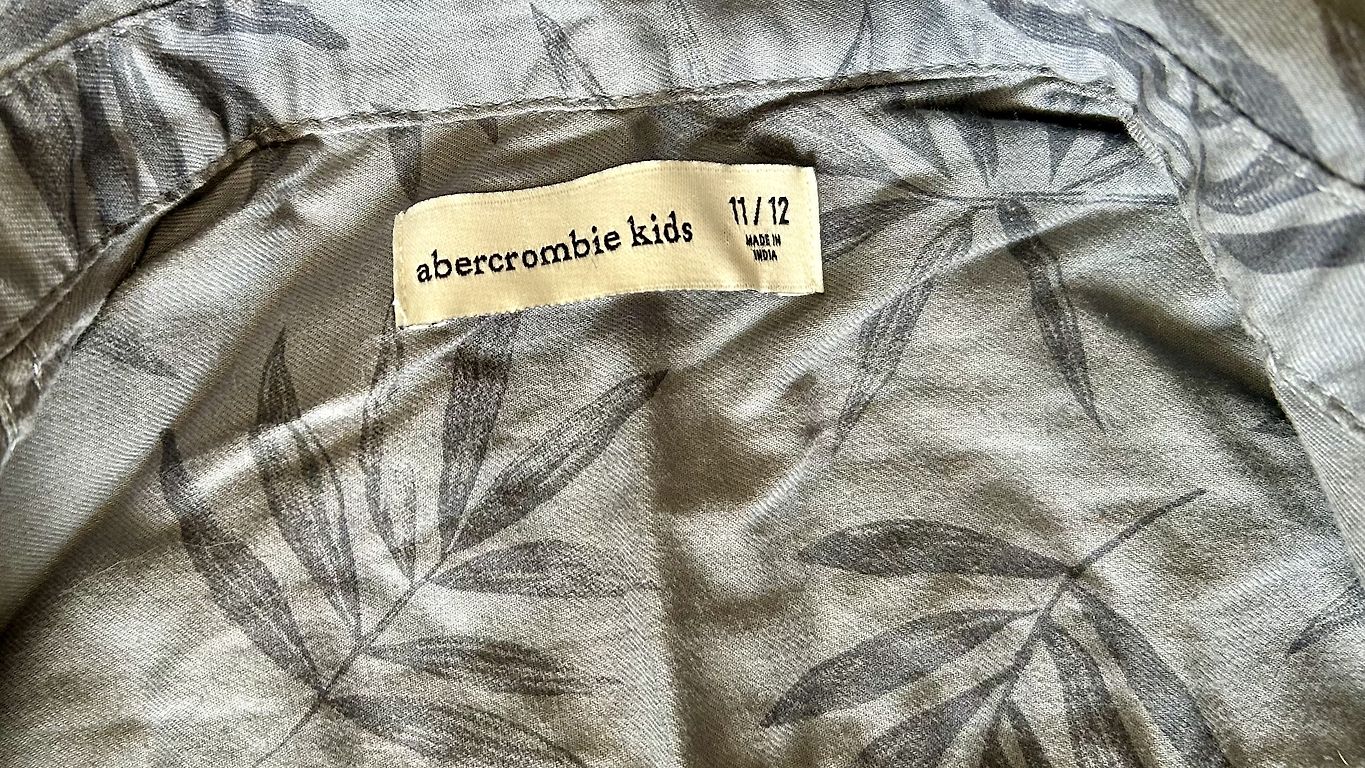 abercrombie kids
11 / 12
MADE IN
INDIA